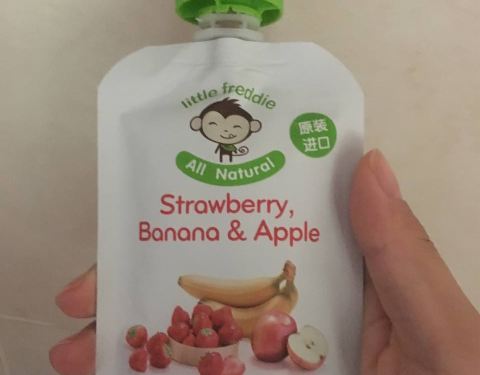 little freddie
原装
进口
All Natural
Strawberry,
Banana & Apple